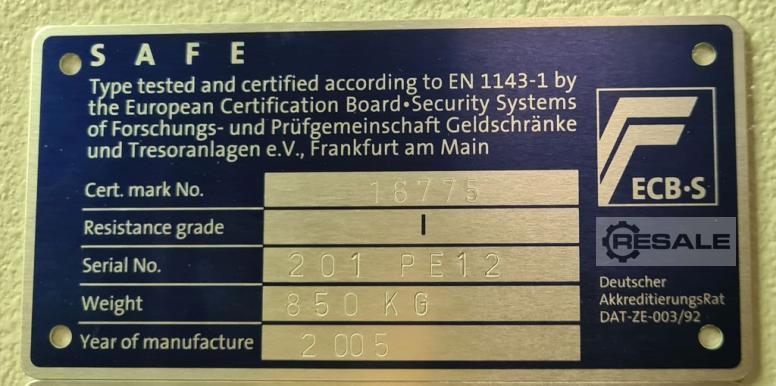 SAFE
Type tested and certified according to EN 1143-1 by
the European Certification Board•Security Systems
of Forschungs- und Prüfgemeinschaft Geldschränke
und Tresoranlagen e.V., Frankfurt am Main
ECB•S
Cert. mark No. 16775
Resistance grade I
RESALE
Serial No. 201 PE12
Weight 850 KG
Year of manufacture 2005
Deutscher
AkkreditierungsRat
DAT-ZE-003/92